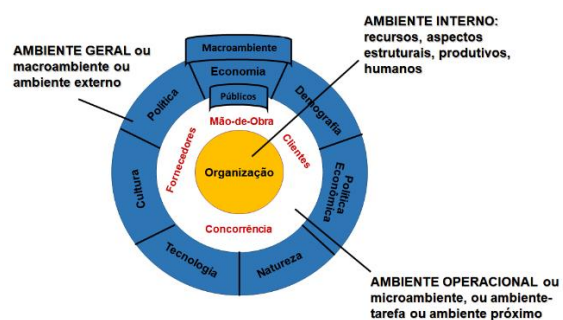 AMBIENTE INTERNO:
recursos, aspectos
estruturais, produtivos,
humanos
AMBIENTE GERAL ou
macroambiente ou
ambiente externo
Macroambiente
Economia
Públicos
Política
Demografia
Mão-de-Obra
Fornecedores
Clientes
Organização
Cultura
Política
Econômica
Concorrência
Tecnologia
Natureza
AMBIENTE OPERACIONAL ou
microambiente, ou ambiente-
tarefa ou ambiente próximo